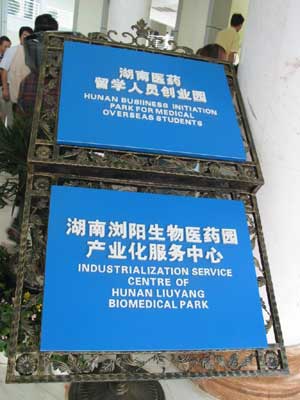 湖南医药
留学人员创业园
HUNAN BUSIINESS INITIATION
PARK FOR MEDICAL
OVERSEAS STUDENTS
湖南浏阳生物医药园
产业化服务中心
INDUSTRIALIZATION SERVICE
CENTRE OF
HUNAN LIUYANG
BIOMEDICAL PARK